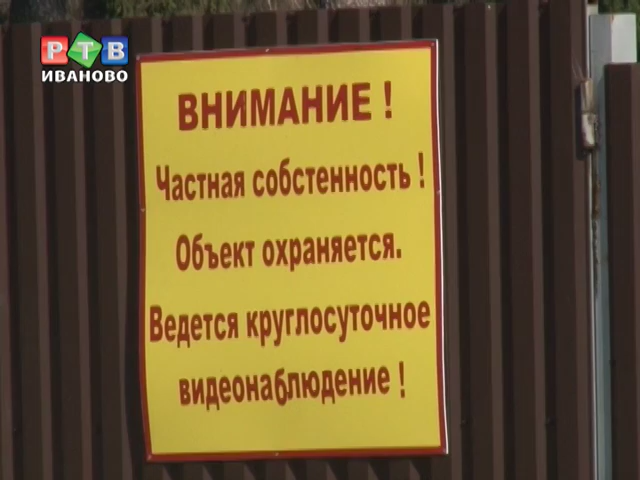 РТВ
ИВАНОВО
ВНИМАНИЕ !
Частная собственность !
Объект охраняется.
Ведется круглосуточное
видеонаблюдение !